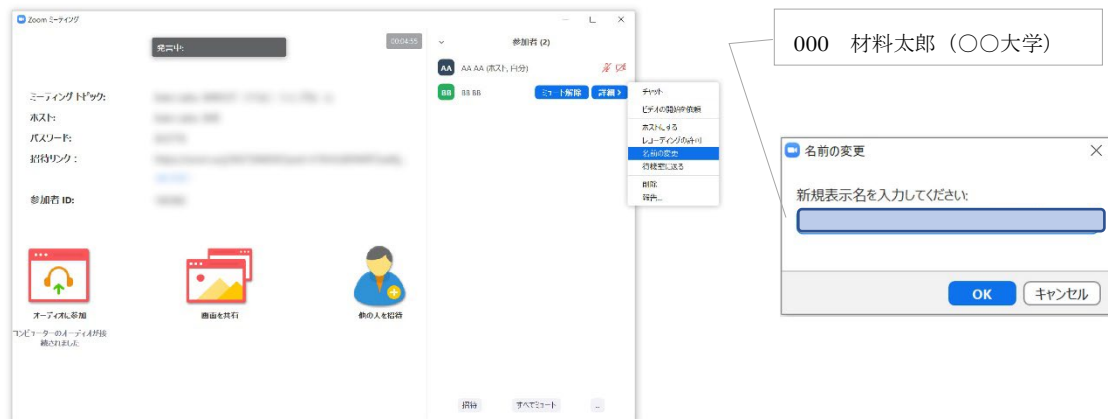 Zoom ミーティング
発言中:
00:04:55
ミーティング トピック:
ホスト:
パスワード:
招待リンク：
参加者 ID:
オーディオに参加
コンピューターのオーディオが接
続されました
画面を共有
他の人を招待
参加者 (2)
AA AA AA (ホスト, 自分)
BB BB BB ミュート解除 詳細 >
チャット
ビデオの開始を依頼
ホストにする
レコーディングの許可
名前の変更
待機室に送る
削除
報告...
招待 すべてミュート ...
000 材料太郎（〇〇大学）
名前の変更
新規表示名を入力してください:
OK キャンセル